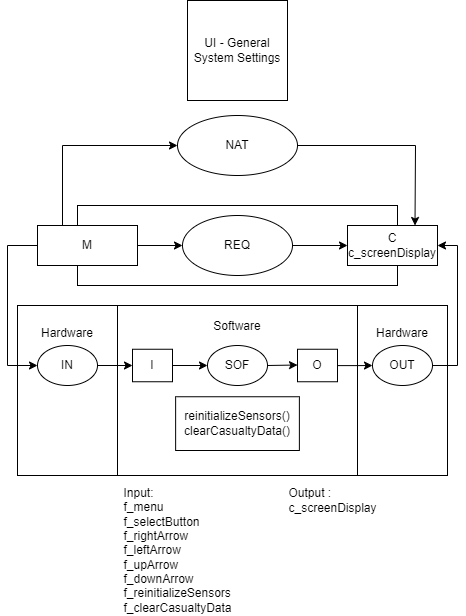 UI - General
System Settings
NAT
M
REQ
C
c_screenDisplay
Hardware
Software
Hardware
IN
I
SOF
O
OUT
reinitializeSensors()
clearCasualtyData()
Input:
f_menu
f_selectButton
f_rightArrow
f_leftArrow
f_upArrow
f_downArrow
f_reinitializeSensors
f_clearCasualtyData
Output :
c_screenDisplay